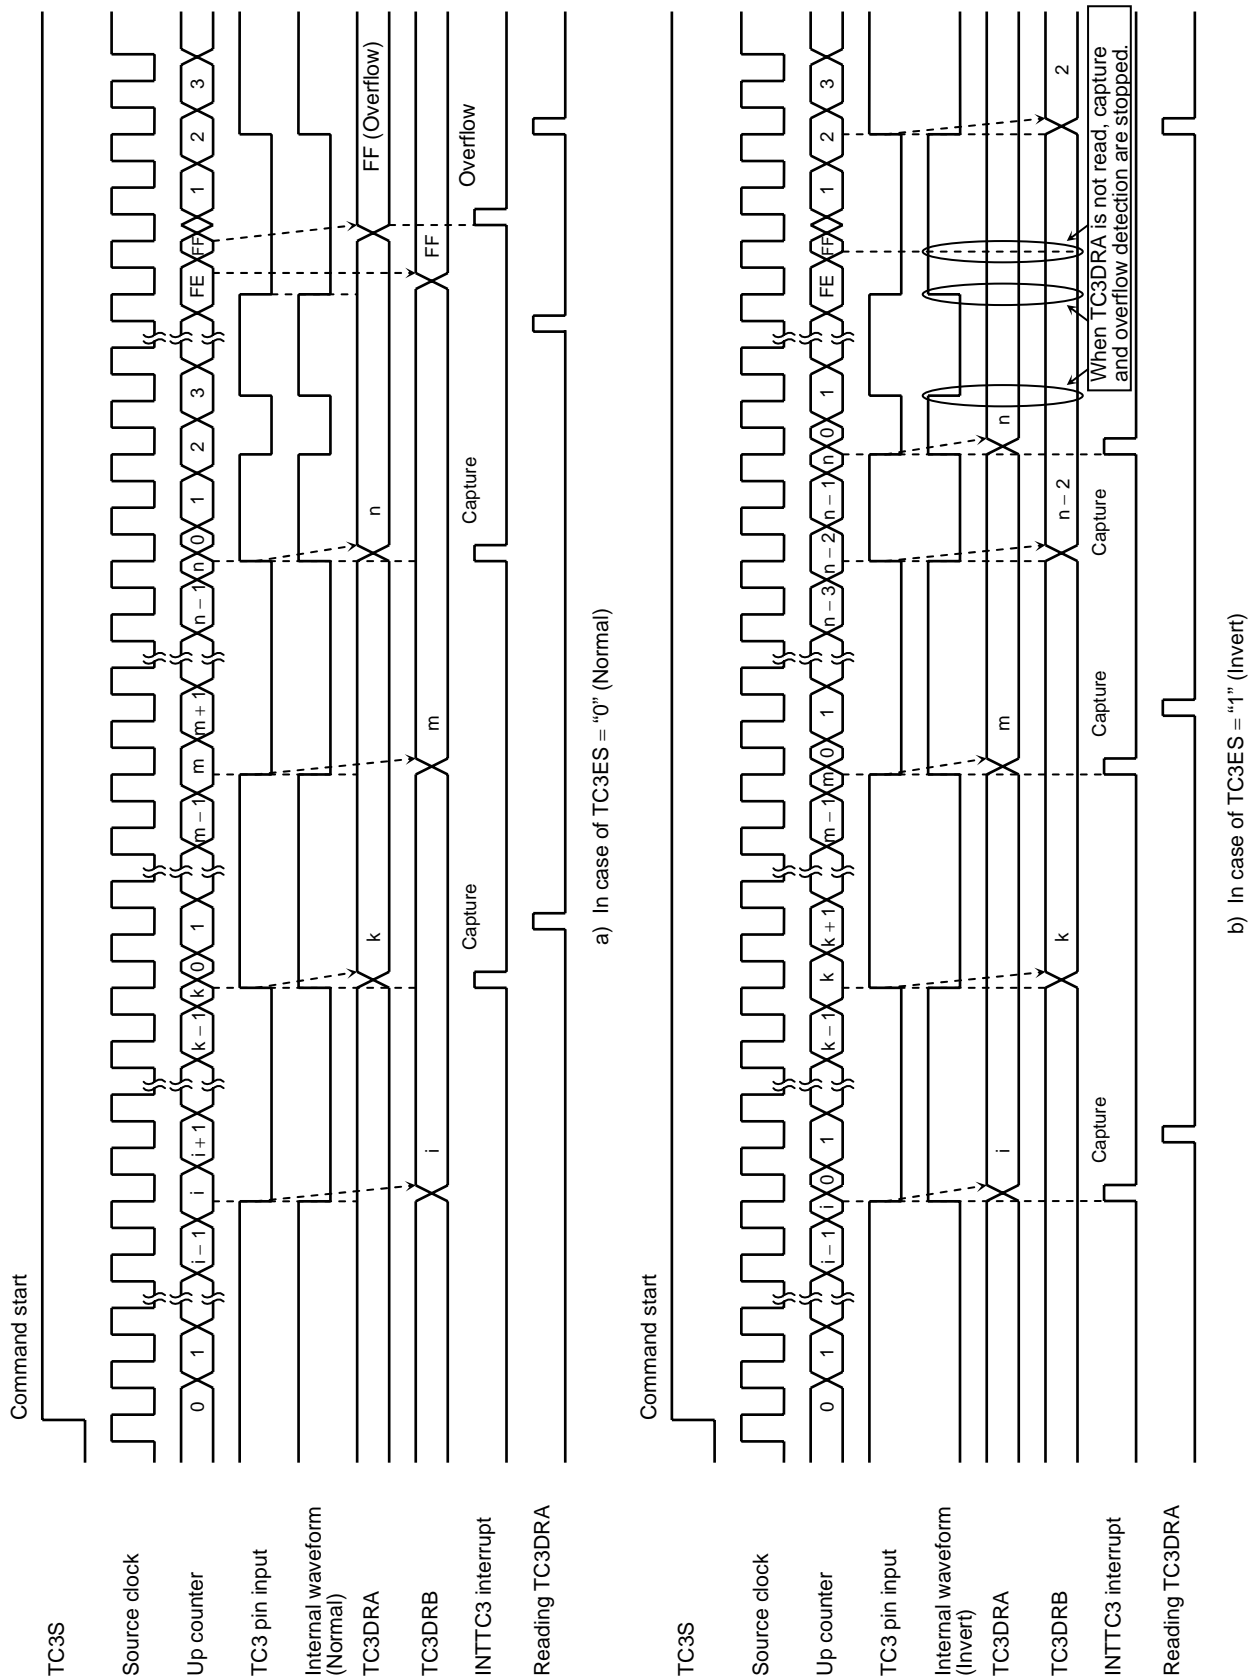 Command start
TC3S
Source clock
Up counter 0 1 i − 1 i i + 1 k − 1 k 0 1 m − 1 m m + 1 n − 1 n 0 1 2 3 FE FF 1 2 3
TC3 pin input
Internal waveform
(Normal)
TC3DRA k n FF (Overflow)
TC3DRB i m FF
Capture Capture Overflow
INTTC3 interrupt
Reading TC3DRA
a) In case of TC3ES = “0” (Normal)
Command start
TC3S
Source clock
Up counter 0 1 i − 1 i 0 1 k − 1 k k + 1 m − 1 m 0 1 n − 3 n − 2 n − 1 n 0 1 FE FF 1 2 3
TC3 pin input
Internal waveform
(Invert)
TC3DRA i m n
TC3DRB k n − 2 2
Capture Capture Capture
When TC3DRA is not read, capture
and overflow detection are stopped.
INTTC3 interrupt
Reading TC3DRA
b) In case of TC3ES = “1” (Invert)